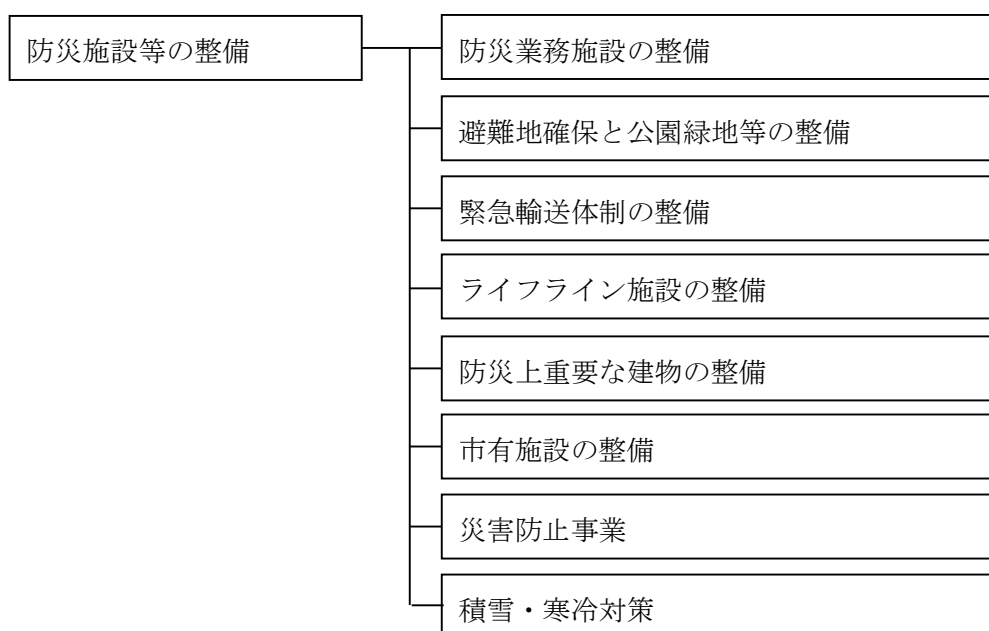 防災施設等の整備
防災業務施設の整備
避難地確保と公園緑地等の整備
緊急輸送体制の整備
ライフライン施設の整備
防災上重要な建物の整備
市有施設の整備
災害防止事業
積雪・寒冷対策